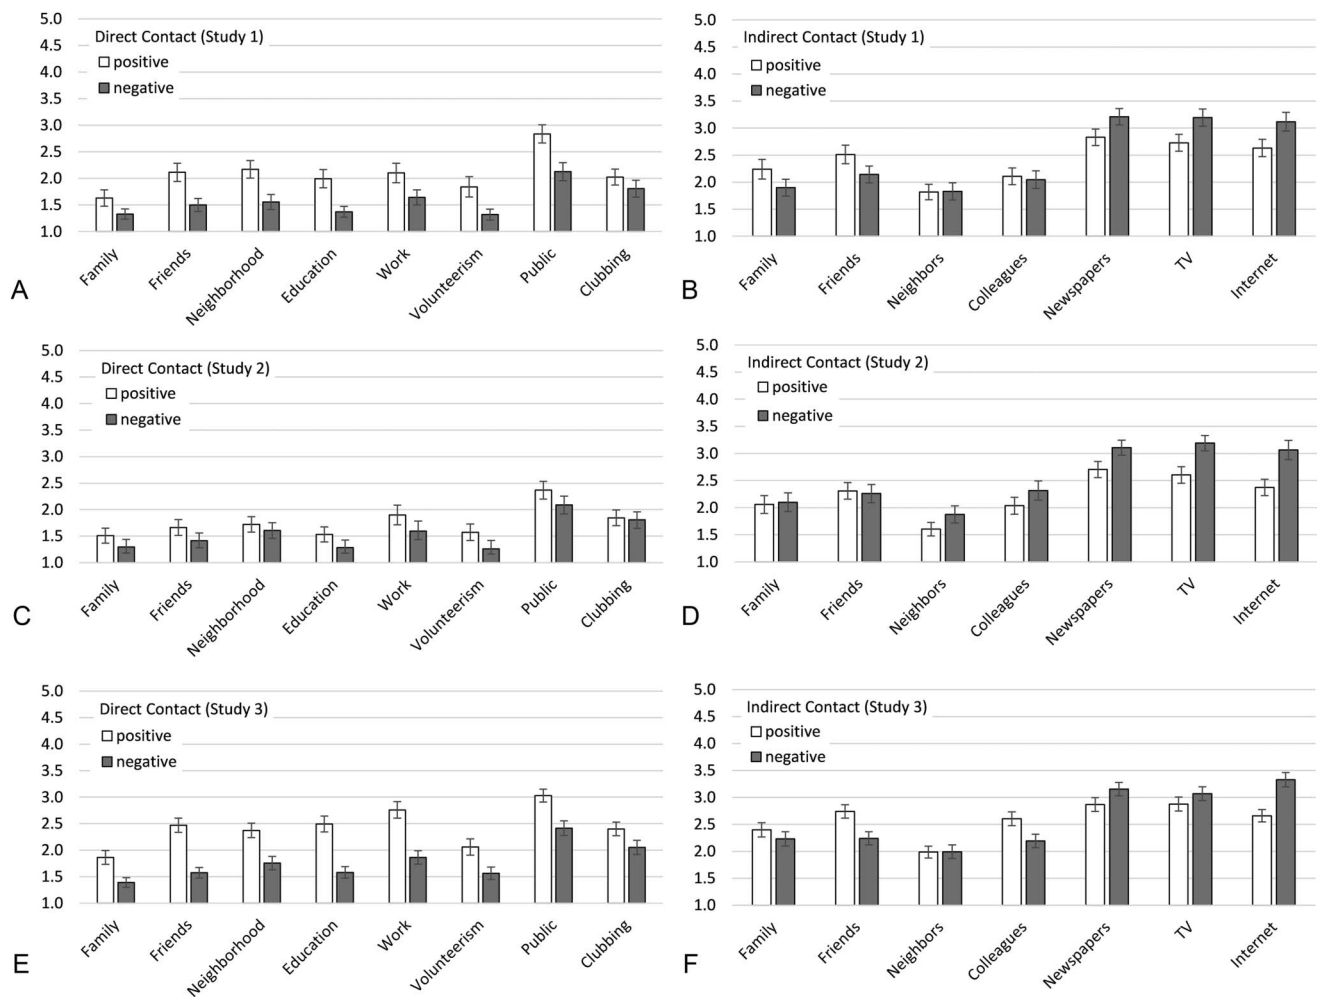 5.0
4.5
4.0
3.5
3.0
2.5
2.0
1.5
1.0
Direct Contact (Study 1)
positive
negative
Family
Friends
Neighborhood
Education
Work
Volunteerism
Public
Clubbing
A
5.0
4.5
4.0
3.5
3.0
2.5
2.0
1.5
1.0
Indirect Contact (Study 1)
positive
negative
Family
Friends
Neighbors
Colleagues
Newspapers
TV
Internet
B
5.0
4.5
4.0
3.5
3.0
2.5
2.0
1.5
1.0
Direct Contact (Study 2)
positive
negative
Family
Friends
Neighborhood
Education
Work
Volunteerism
Public
Clubbing
C
5.0
4.5
4.0
3.5
3.0
2.5
2.0
1.5
1.0
Indirect Contact (Study 2)
positive
negative
Family
Friends
Neighbors
Colleagues
Newspapers
TV
Internet
D
5.0
4.5
4.0
3.5
3.0
2.5
2.0
1.5
1.0
Direct Contact (Study 3)
positive
negative
Family
Friends
Neighborhood
Education
Work
Volunteerism
Public
Clubbing
E
5.0
4.5
4.0
3.5
3.0
2.5
2.0
1.5
1.0
Indirect Contact (Study 3)
positive
negative
Family
Friends
Neighbors
Colleagues
Newspapers
TV
Internet
F